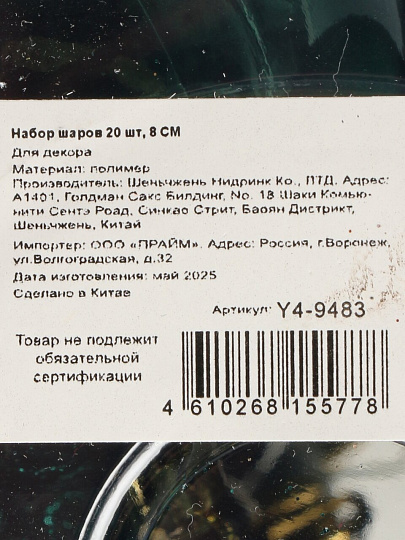 Набор шаров 20 шт, 8 СМ
Для декора
Материал: полимер
Производитель: Шеньчжень Нидринк Ко., ЛТД. Адрес:
А1401, Голдман Сакс Билдинг, No. 18 Шаки Комью-
нити Сентэ Роад, Синкао Стрит, Баоян Дистрикт,
Шеньчжень, Китай
Импортер: ООО «ПРАЙМ». Адрес: Россия, г.Воронеж,
ул.Волгоградская, д.32
Дата изготовления: май 2025
Сделано в Китае
Артикул: Y4-9483
Товар не подлежит
обязательной
сертификации
4 610268 155778